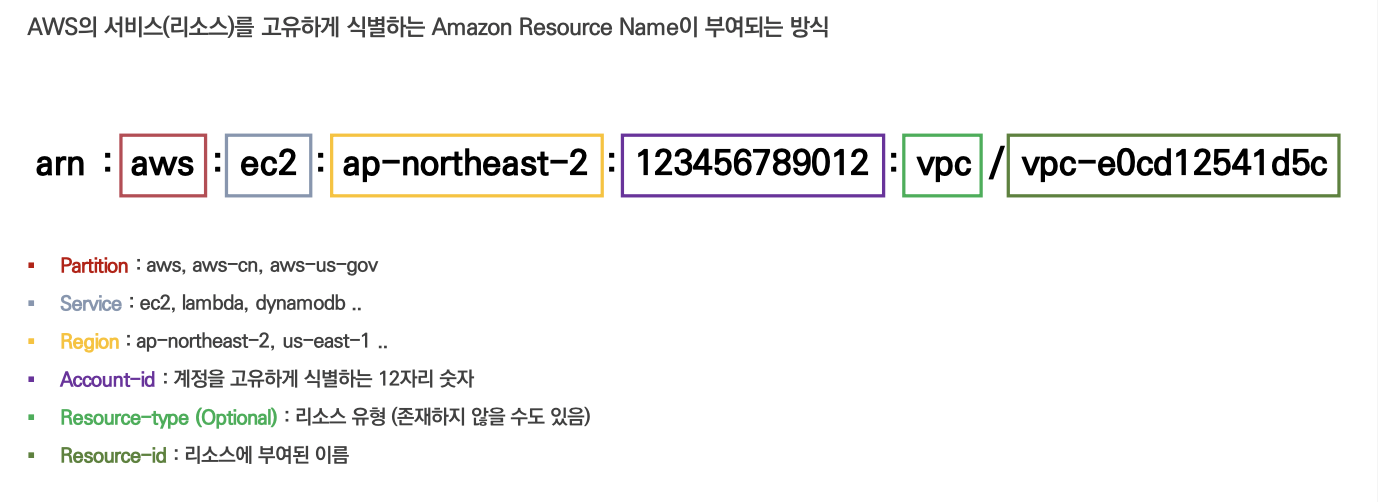 AWS의 서비스(리소스)를 고유하게 식별하는 Amazon Resource Name이 부여되는 방식
arn : aws : ec2 : ap-northeast-2 : 123456789012 : vpc / vpc-e0cd12541d5c
▪ Partition : aws, aws-cn, aws-us-gov
▪ Service : ec2, lambda, dynamodb ..
▪ Region : ap-northeast-2, us-east-1 ..
▪ Account-id : 계정을 고유하게 식별하는 12자리 숫자
▪ Resource-type (Optional) : 리소스 유형 (존재하지 않을 수도 있음)
▪ Resource-id : 리소스에 부여된 이름